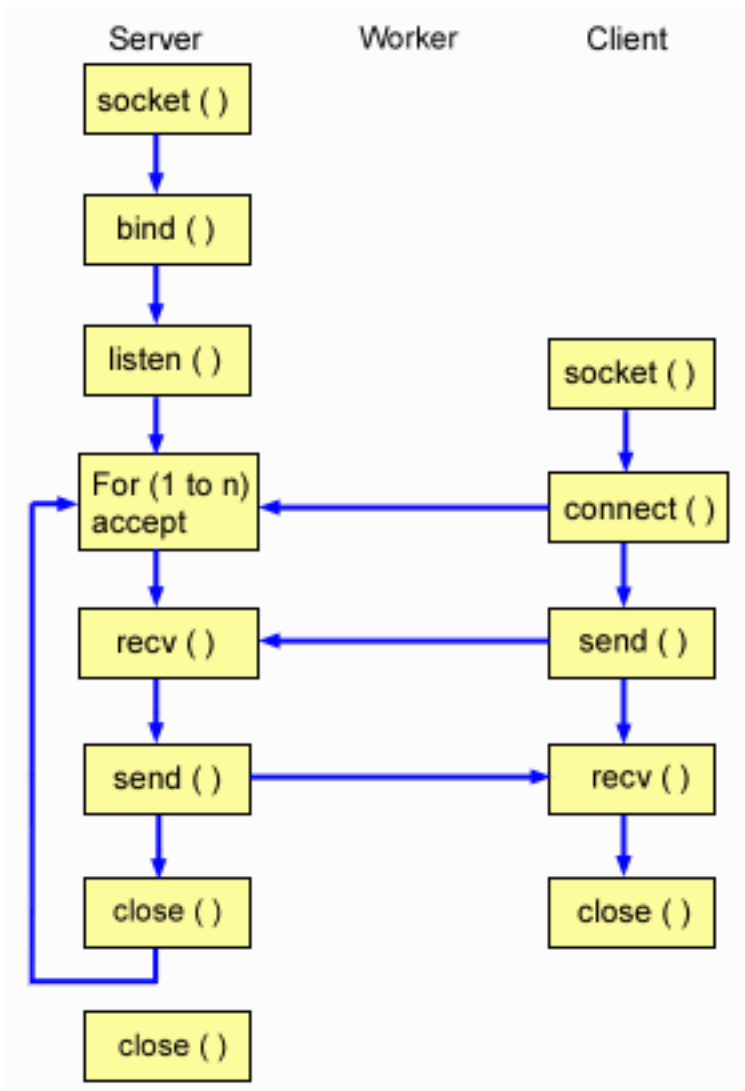 Server Worker Client
socket ( )
bind ( )
listen ( )
For (1 to n)
accept
recv ( )
send ( )
close ( )
close ( )
socket ( )
connect ( )
send ( )
recv ( )
close ( )